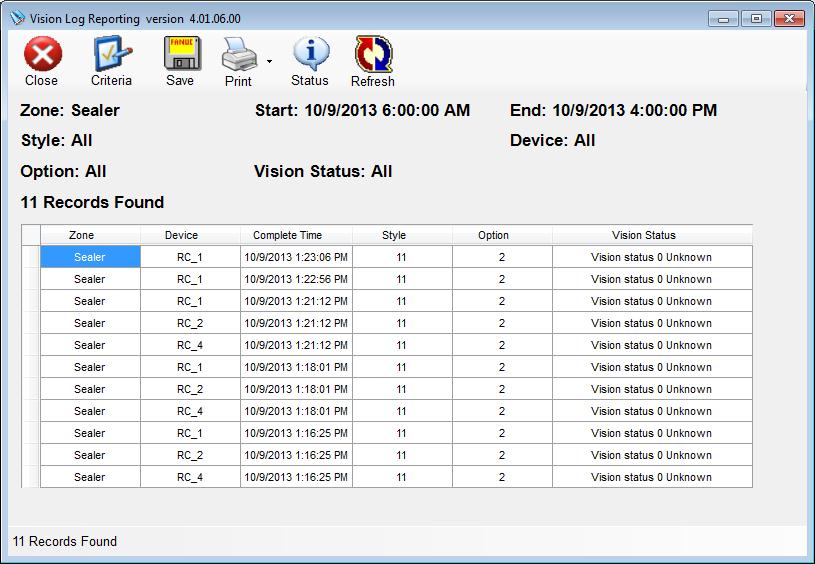 Vision Log Reporting version 4.01.06.00
FANUC
Close Criteria Save Print Status Refresh
Zone: Sealer Start: 10/9/2013 6:00:00 AM End: 10/9/2013 4:00:00 PM
Style: All Device: All
Option: All Vision Status: All
11 Records Found
Zone Device Complete Time Style Option Vision Status
Sealer RC_1 10/9/2013 1:23:06 PM 11 2 Vision status 0 Unknown
Sealer RC_1 10/9/2013 1:22:56 PM 11 2 Vision status 0 Unknown
Sealer RC_1 10/9/2013 1:21:12 PM 11 2 Vision status 0 Unknown
Sealer RC_2 10/9/2013 1:21:12 PM 11 2 Vision status 0 Unknown
Sealer RC_4 10/9/2013 1:21:12 PM 11 2 Vision status 0 Unknown
Sealer RC_1 10/9/2013 1:18:01 PM 11 2 Vision status 0 Unknown
Sealer RC_2 10/9/2013 1:18:01 PM 11 2 Vision status 0 Unknown
Sealer RC_4 10/9/2013 1:18:01 PM 11 2 Vision status 0 Unknown
Sealer RC_1 10/9/2013 1:16:25 PM 11 2 Vision status 0 Unknown
Sealer RC_2 10/9/2013 1:16:25 PM 11 2 Vision status 0 Unknown
Sealer RC_4 10/9/2013 1:16:25 PM 11 2 Vision status 0 Unknown
11 Records Found